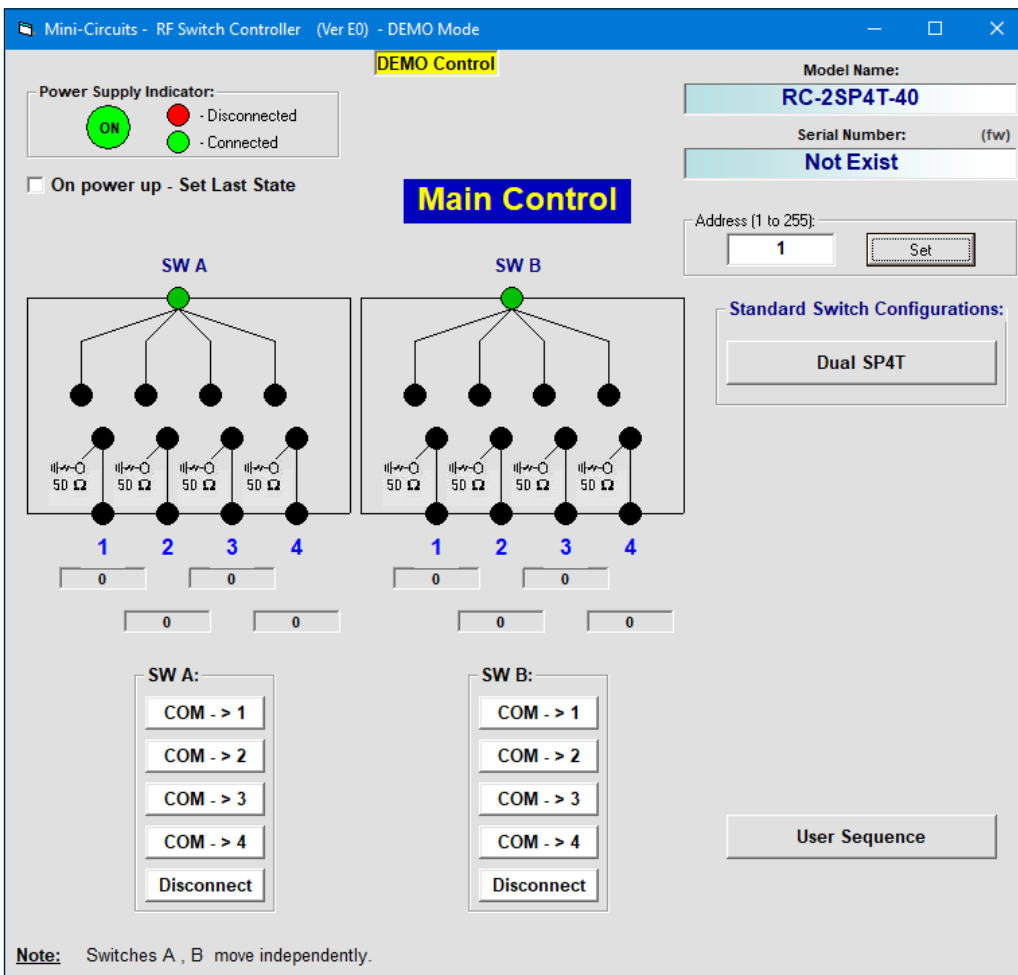 Mini-Circuits - RF Switch Controller (Ver E0) - DEMO Mode
DEMO Control
Model Name:
RC-2SP4T-40
Power Supply Indicator:
ON
- Disconnected
- Connected
Serial Number: (fw)
Not Exist
On power up - Set Last State
Main Control
Address (1 to 255):
1 Set
SW A SW B
Standard Switch Configurations:
Dual SP4T
50 Ω 50 Ω 50 Ω 50 Ω 50 Ω 50 Ω 50 Ω 50 Ω
1 2 3 4 1 2 3 4
0 0 0 0
0 0 0 0
SW A: SW B:
COM - > 1 COM - > 1
COM - > 2 COM - > 2
COM - > 3 COM - > 3
COM - > 4 COM - > 4
User Sequence
Disconnect Disconnect
Note: Switches A , B move independently.